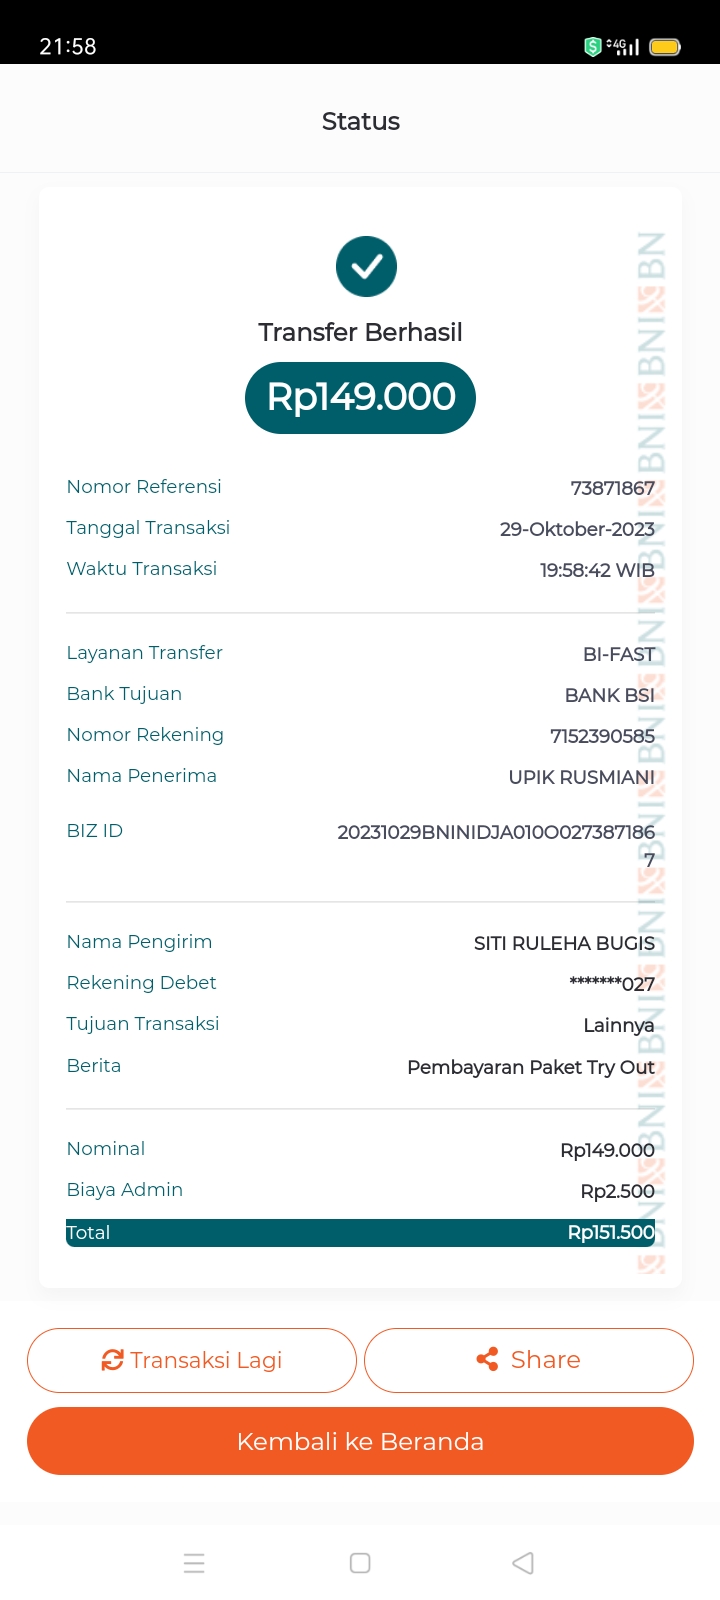 21:58
4G
Status
Transfer Berhasil
Rp149.000
Nomor Referensi 73871867
Tanggal Transaksi 29-Oktober-2023
Waktu Transaksi 19:58:42 WIB
Layanan Transfer BI-FAST
Bank Tujuan BANK BSI
Nomor Rekening 7152390585
Nama Penerima UPIK RUSMIANI
BIZ ID 20231029BNINIDJA010O027387186
7
Nama Pengirim SITI RULEHA BUGIS
Rekening Debet *******027
Tujuan Transaksi Lainnya
Berita Pembayaran Paket Try Out
Nominal Rp149.000
Biaya Admin Rp2.500
Total Rp151.500
BNI BNI BNI BNI BNI BNI BNI BNI BNI BNI BN
Transaksi Lagi
Share
Kembali ke Beranda